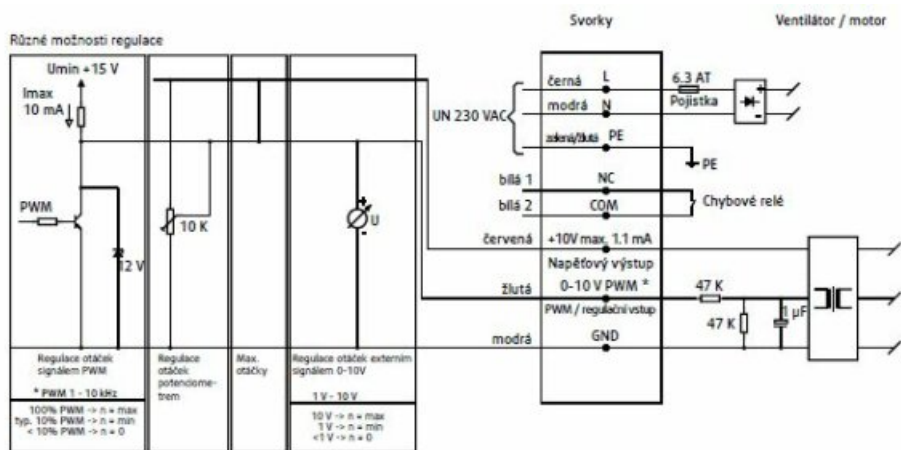 Různé možnosti regulace
Umin +15 V
Imax
10 mA
PWM
12 V
10 K
+
U
-
Regulace otáček
signálem PWM
* PWM 1 - 10 kHz
100% PWM -> n = max
typ. 10% PWM -> n = min
< 10% PWM -> n = 0
Regulace
otáček
potenciome-
trem
Max.
otáčky
Regulace otáček externím
signálem 0-10V
1 V - 10 V
10 V -> n = max
1 V -> n = min
<1 V -> n = 0
Svorky
UN 230 VAC
černá L
modrá N
zelená/žlutá PE
bílá 1 NC
bílá 2 COM
červená +10V max. 1,1 mA
Napěťový výstup
žlutá 0-10 V PWM *
PWM / regulační vstup
modrá GND
Ventilátor / motor
6.3 AT
Pojistka
+
-
PE
Chybové relé
47 K
47 K
1 µF